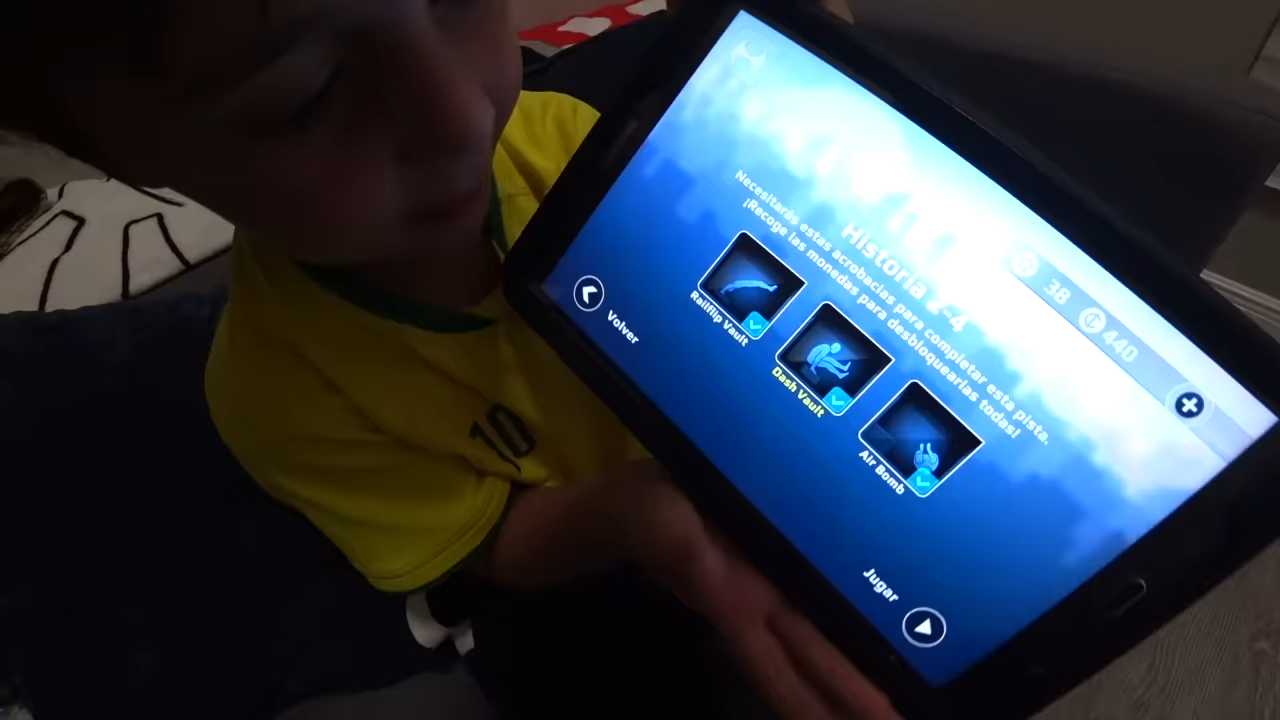 38
440
Historia 2-4
Necesitarás estas acrobacias para completar esta pista.
¡Recoge las monedas para desbloquearlas todas!
Railflip Vault
Dash Vault
Air Bomb
Volver
Jugar
10